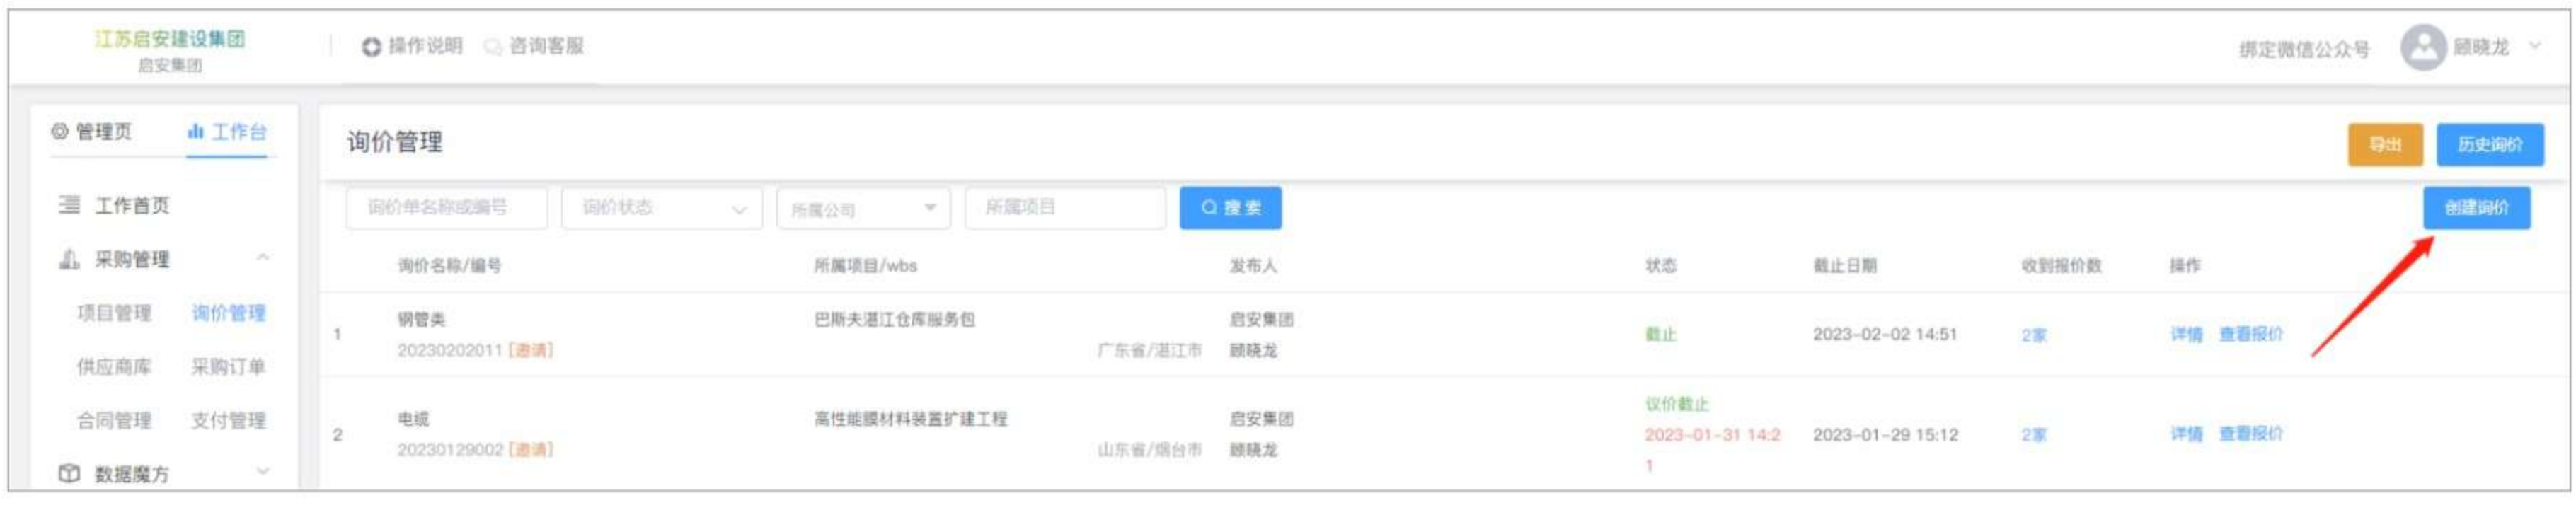 江苏启安建设集团
启安集团
操作说明 咨询客服
绑定微信公众号 顾晓龙
管理页 工作台
工作首页
采购管理
项目管理 询价管理
供应商库 采购订单
合同管理 支付管理
数据魔方
询价管理
导出 历史询价
询价单名称或编号 询价状态 所属公司 所属项目 搜索 创建询价
询价名称/编号 所属项目/wbs 发布人 状态 截止日期 收到报价数 操作
1 钢管类 巴斯夫湛江仓库服务包 启安集团 截止 2023-02-02 14:51 2家 详情 查看报价
20230202011 [邀请] 广东省/湛江市 顾晓龙
2 电缆 高性能膜材料装置扩建工程 启安集团 议价截止 2023-01-29 15:12 2家 详情 查看报价
20230129002 [邀请] 山东省/烟台市 顾晓龙 2023-01-31 14:2
1